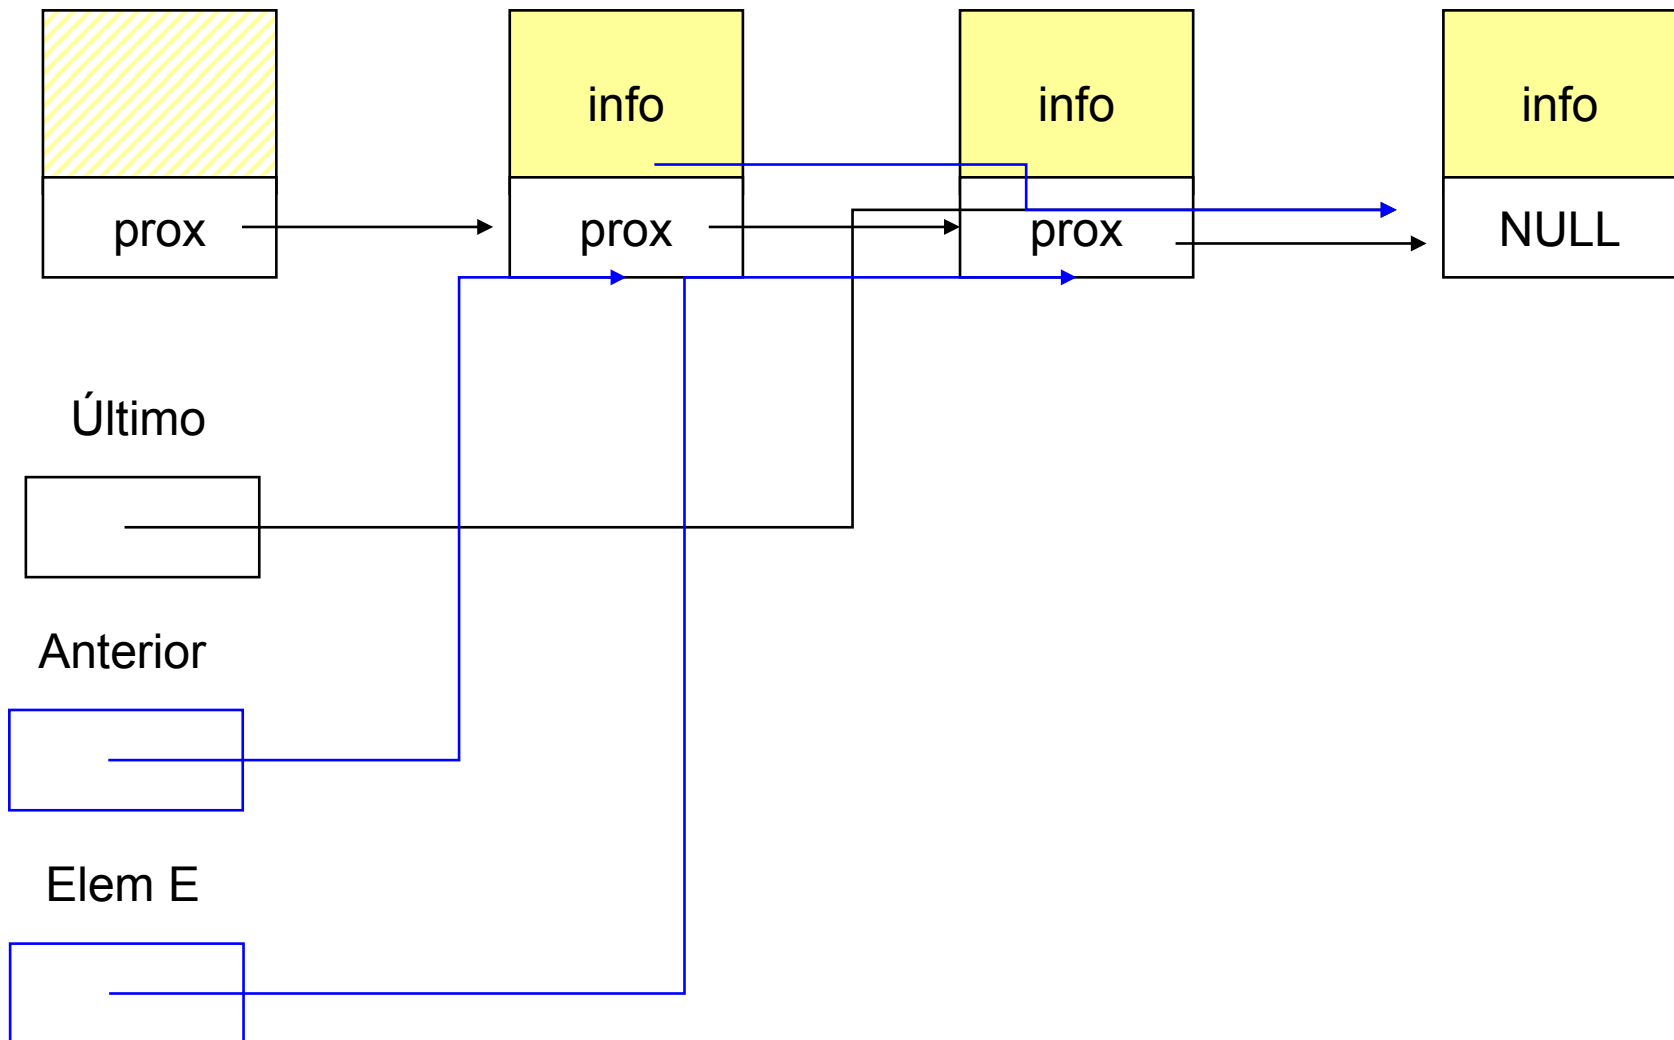 info
info
info
prox
prox
prox
NULL
Último
Anterior
Elem E